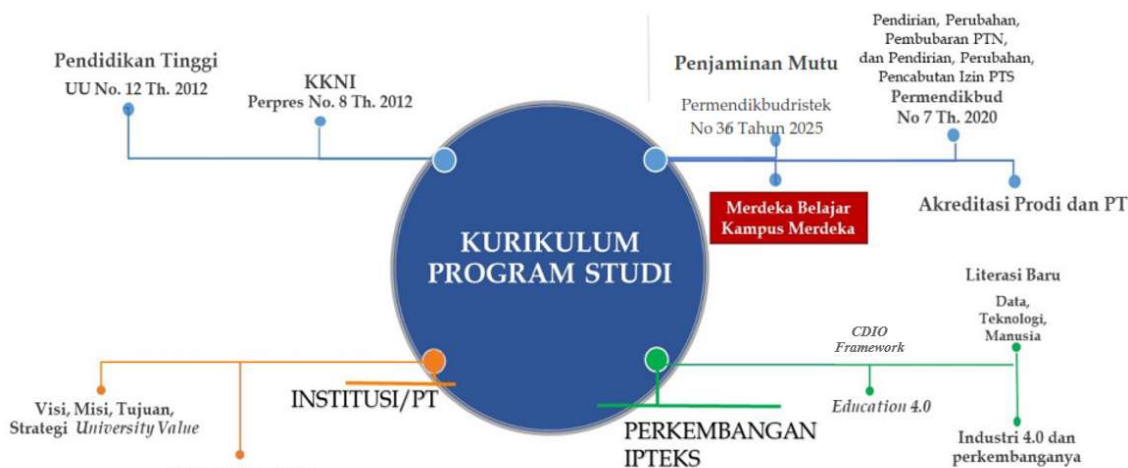 Pendidikan Tinggi
UU No. 12 Th. 2012
KKNI
Perpres No. 8 Th. 2012
Penjaminan Mutu
Permendikbudristek
No 36 Tahun 2025
Pendirian, Perubahan,
Pembubaran PTN,
dan Pendirian, Perubahan,
Pencabutan Izin PTS
Permendikbud
No 7 Th. 2020
Merdeka Belajar
Kampus Merdeka
Akreditasi Prodi dan PT
KURIKULUM
PROGRAM STUDI
Literasi Baru
Data,
Teknologi,
Manusia
CDIO
Framework
Education 4.0
Industri 4.0 dan
perkembanganya
INSTITUSI/PT
Visi, Misi, Tujuan,
Strategi University Value
PERKEMBANGAN
IPTEKS